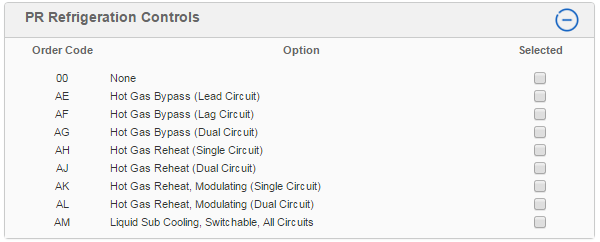 PR Refrigeration Controls
Order Code Option Selected
00 None
AE Hot Gas Bypass (Lead Circuit)
AF Hot Gas Bypass (Lag Circuit)
AG Hot Gas Bypass (Dual Circuit)
AH Hot Gas Reheat (Single Circuit)
AJ Hot Gas Reheat (Dual Circuit)
AK Hot Gas Reheat, Modulating (Single Circuit)
AL Hot Gas Reheat, Modulating (Dual Circuit)
AM Liquid Sub Cooling, Switchable, All Circuits